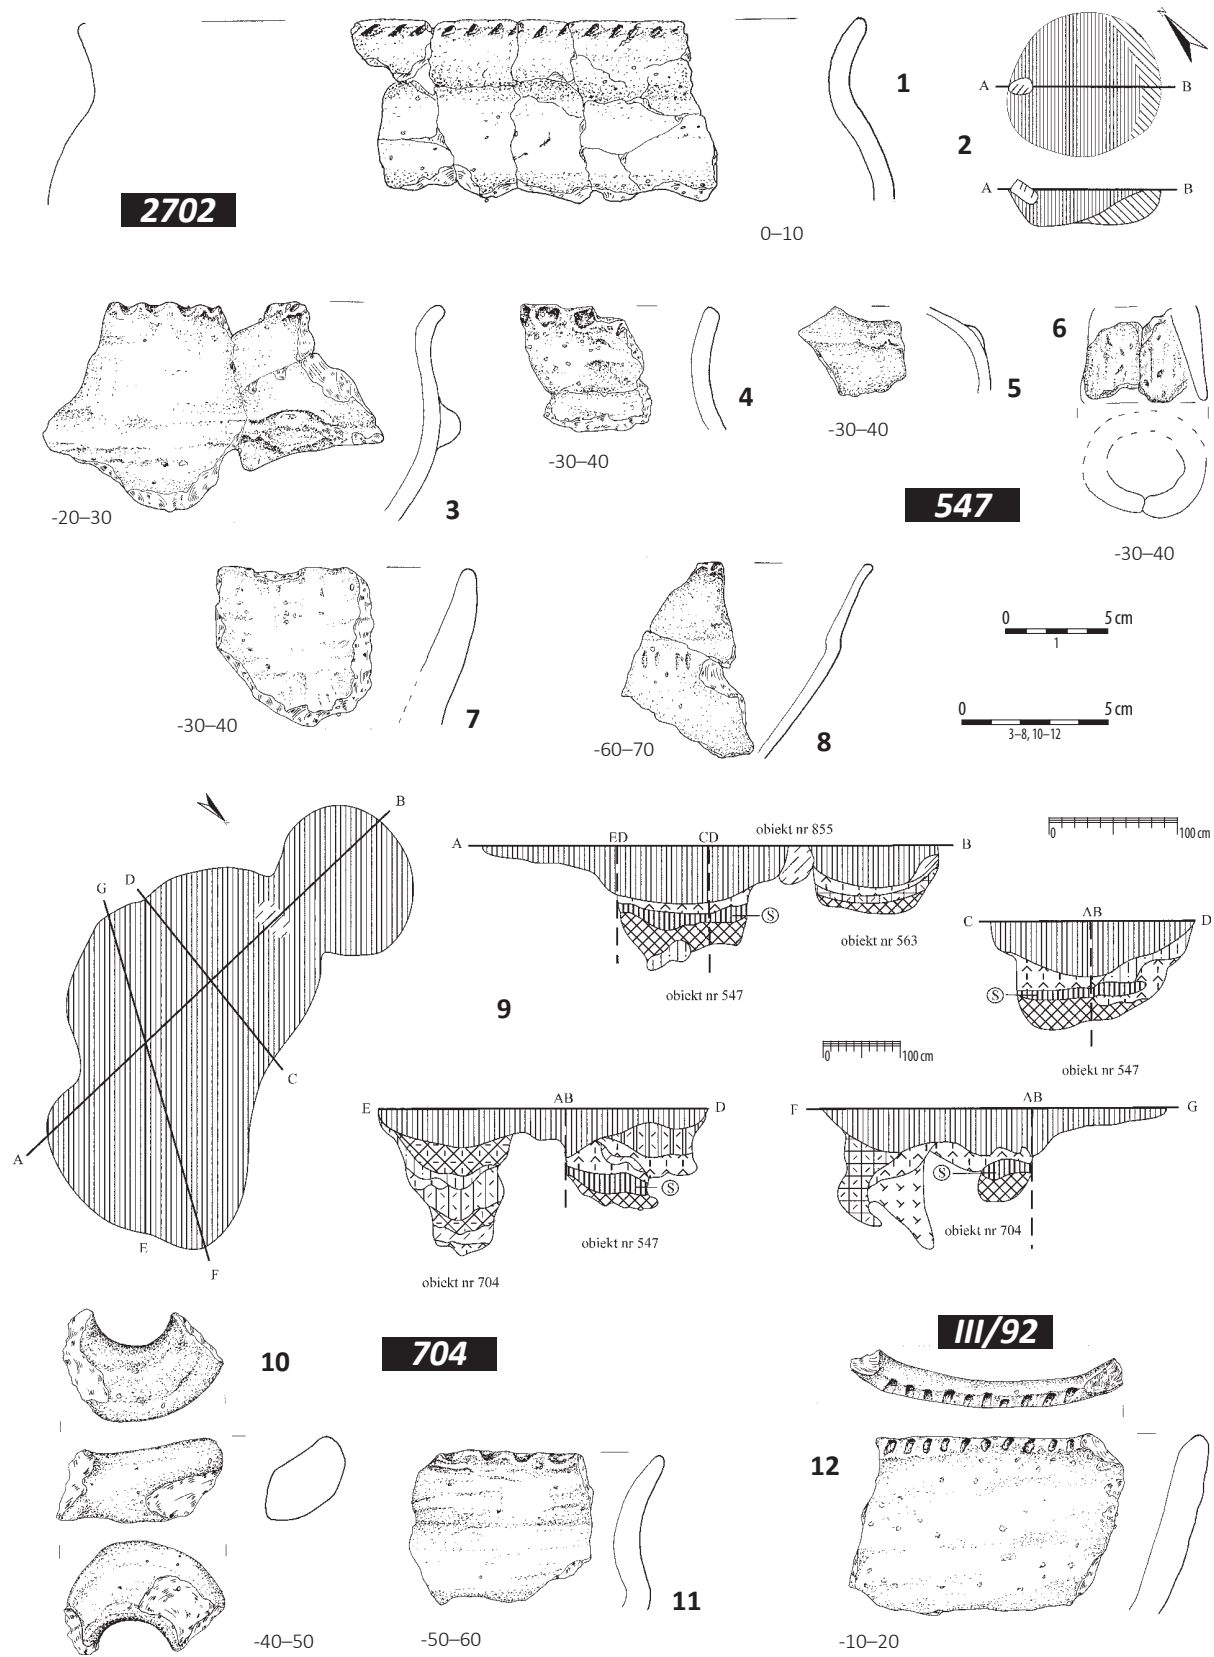 1
2
A B
A B
2702
0–10
3
-20–30
4
-30–40
5
-30–40
6
-30–40
547
7
-30–40
8
-60–70
0 5 cm
1
0 5 cm
3–8, 10–12
B
D
G
C
A
E
F
9
A ED CD obiekt nr 855 B
S
obiekt nr 563
obiekt nr 547
0 100 cm
C AB D
S
obiekt nr 547
0 100 cm
E AB D
S
obiekt nr 547
obiekt nr 704
F AB G
S
obiekt nr 704
10
-40–50
704
11
-50–60
III/92
12
-10–20